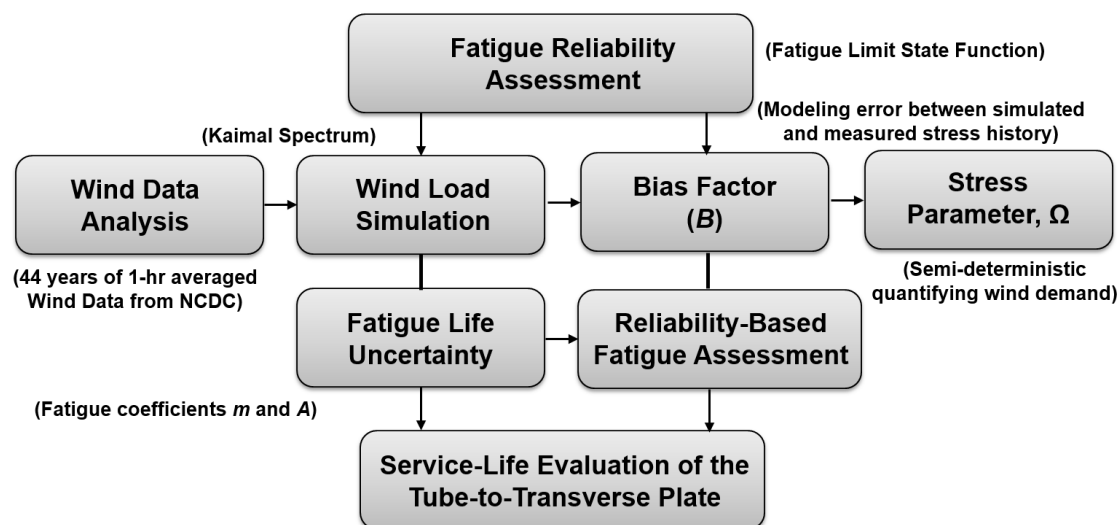 Fatigue Reliability
Assessment
(Fatigue Limit State Function)
(Kaimal Spectrum)
(Modeling error between simulated
and measured stress history)
Wind Data
Analysis
Wind Load
Simulation
Bias Factor
(B)
Stress
Parameter, Ω
(44 years of 1-hr averaged
Wind Data from NCDC)
(Semi-deterministic
quantifying wind demand)
Fatigue Life
Uncertainty
Reliability-Based
Fatigue Assessment
(Fatigue coefficients m and A)
Service-Life Evaluation of the
Tube-to-Transverse Plate